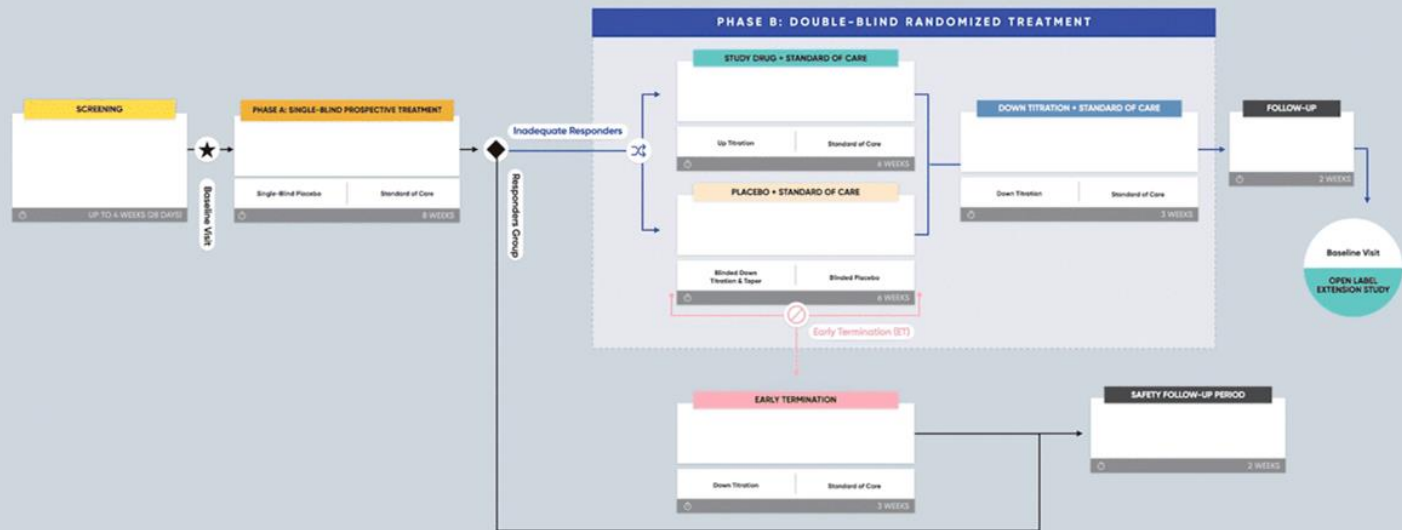 PHASE B: DOUBLE-BLIND RANDOMIZED TREATMENT
SCREENING
UP TO 4 WEEKS (28 DAYS)
Baseline Visit
PHASE A: SINGLE-BLIND PROSPECTIVE TREATMENT
Single-Blind Placebo
Standard of Care
8 WEEKS
Inadequate Responders
Responders Group
STUDY DRUG + STANDARD OF CARE
Up Titration
Standard of Care
6 WEEKS
PLACEBO + STANDARD OF CARE
Blinded Down
Titration & Taper
Blinded Placebo
6 WEEKS
Early Termination (ET)
DOWN TITRATION + STANDARD OF CARE
Down Titration
Standard of Care
3 WEEKS
FOLLOW-UP
2 WEEKS
Baseline Visit
OPEN LABEL
EXTENSION STUDY
EARLY TERMINATION
Down Titration
Standard of Care
3 WEEKS
SAFETY FOLLOW-UP PERIOD
2 WEEKS